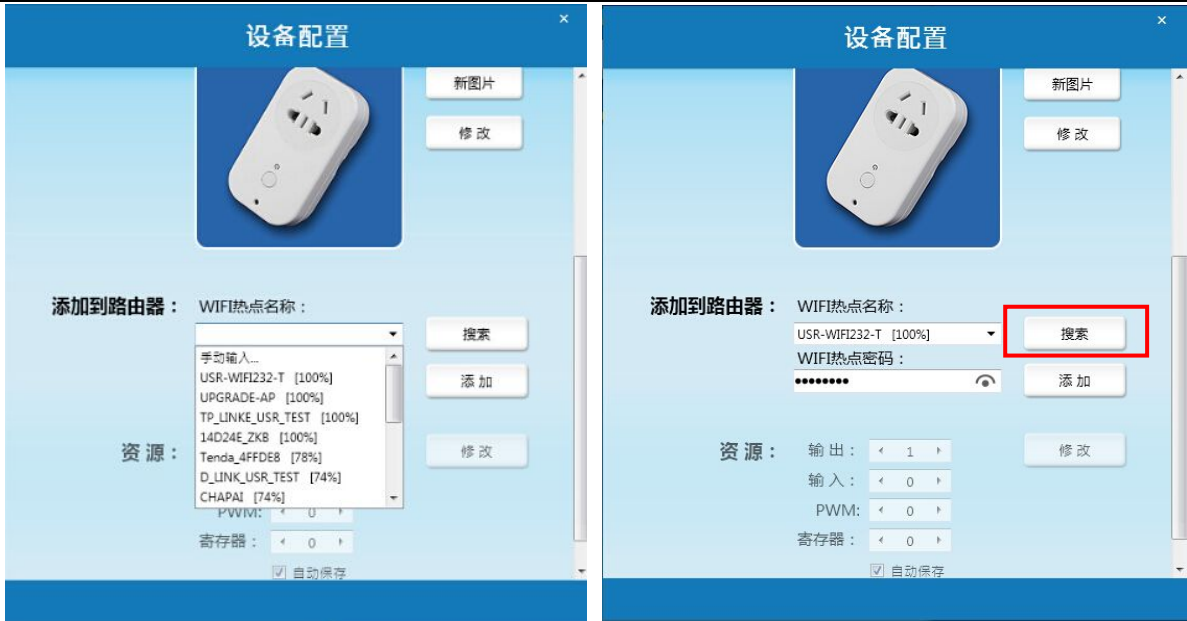 设备配置
×
新图片
修 改
添加到路由器：
WIFI热点名称：
搜索
手动输入...
USR-WIFI232-T [100%]
UPGRADE-AP [100%]
添 加
TP_LINKE_USR_TEST [100%]
14D24E_ZKB [100%]
资 源：
Tenda_4FFDE8 [78%]
修 改
D_LINK_USR_TEST [74%]
CHAPAI [74%]
PWM: 0
寄存器： 0
自动保存
设备配置
×
新图片
修 改
添加到路由器：
WIFI热点名称：
USR-WIFI232-T [100%]
搜索
WIFI热点密码：
••••••••
添 加
资 源：
输 出： 1
修 改
输 入： 0
PWM: 0
寄存器： 0
自动保存